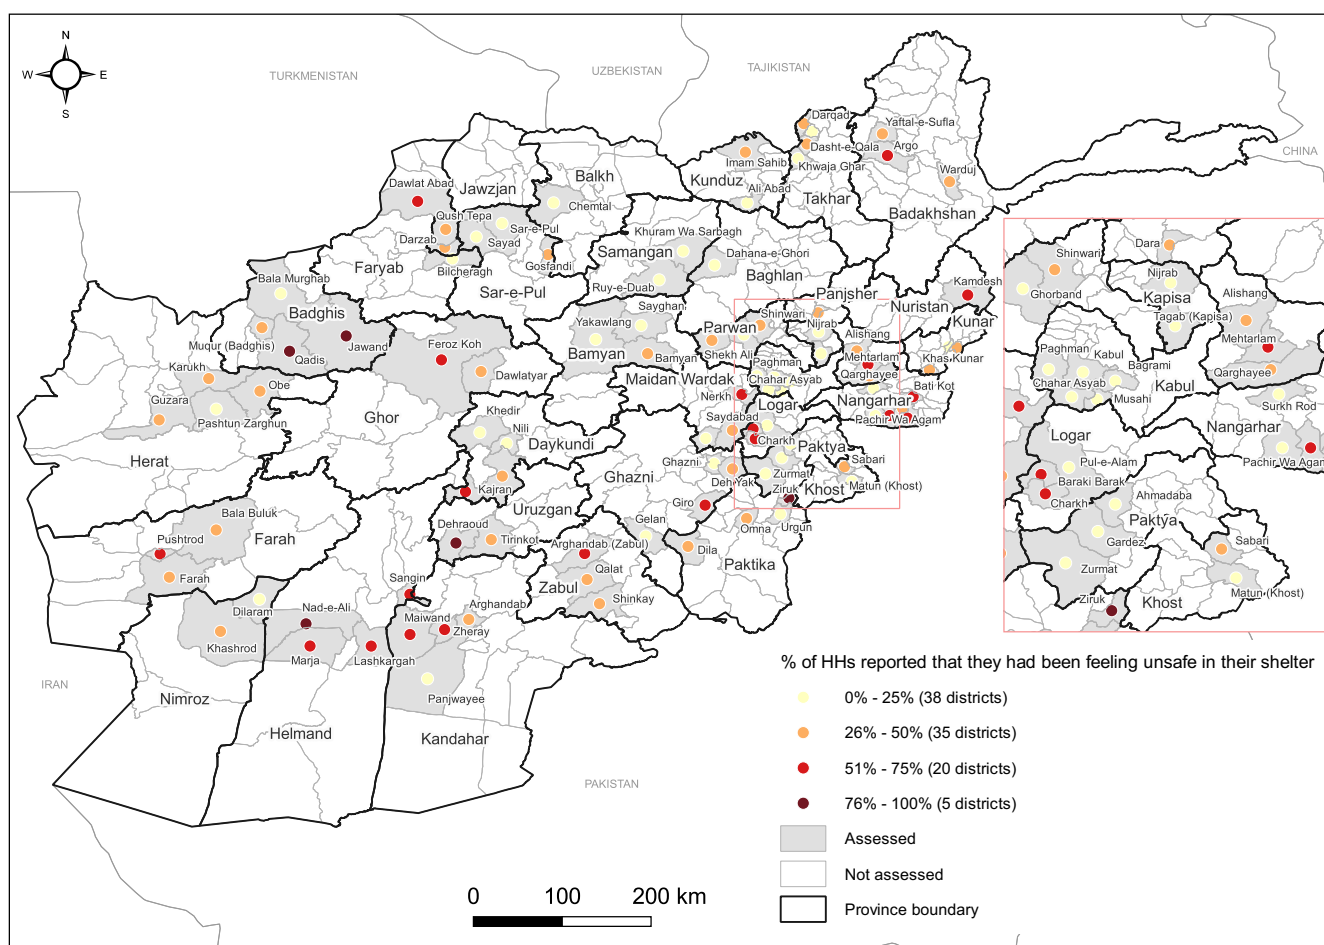 N
W
E
S
TURKMENISTAN
UZBEKISTAN
TAJIKISTAN
CHINA
IRAN
PAKISTAN
Darqad
Yaftal-e-Sufla
Dasht-e-Qala
Argo
Imam Sahib
Khwaja Ghar
Warduj
Kunduz
Ali Abad
Takhar
Badakhshan
Balkh
Dawlat Abad
Jawzjan
Chemtal
Qush Tepa
Sar-e-Pul
Darzab
Sayad
Khuram Wa Sarbagh
Samangan
Dahana-e-Ghori
Bilcheragh
Gosfandi
Faryab
Baghlan
Bala Murghab
Ruy-e-Duab
Kamdesh
Sar-e-Pul
Panjsher
Nuristan
Badghis
Sayghan
Shinwari
Kunar
Yakawlang
Parwan
Nijrab
Alishang
Muqur (Badghis)
Jawand
Feroz Koh
Qadis
Bamyan
Bamyan
Shekh Ali
Mehtarlam
Khas Kunar
Karukh
Paghman
Qarghayee
Dawlatyar
Maidan Wardak
Chahar Asyab
Bati Kot
Obe
Guzara
Nerkh
Nangarhar
Khedir
Logar
Pashtun Zarghun
Ghor
Saydabad
Pachir Wa Agam
Nili
Daykundi
Charkh
Paktya
Herat
Ghazni
Sabari
Ghazni
Deh Yak
Zurmat
Matun (Khost)
Kajran
Ziruk
Khost
Giro
Uruzgan
Bala Buluk
Gelan
Omna
Urgun
Dehraoud
Pushtrod
Farah
Tirinkot
Arghandab (Zabul)
Dila
Paktika
Farah
Sangin
Qalat
Zabul
Dilaram
Nad-e-Ali
Arghandab
Shinkay
Maiwand
Zheray
Khashrod
Marja
Lashkargah
Nimroz
Panjwayee
Helmand
Kandahar
Shinwari
Dara
Nijrab
Ghorband
Kapisa
Alishang
Tagab (Kapisa)
Mehtarlam
Paghman
Kabul
Bagrami
Qarghayee
Chahar Asyab
Kabul
Musahi
Surkh Rod
Nangarhar
Logar
Pul-e-Alam
Pachir Wa Agam
Baraki Barak
Charkh
Ahmadaba
Paktya
Gardez
Sabari
Zurmat
Matun (Khost)
Ziruk
Khost
% of HHs reported that they had been feeling unsafe in their shelter
0% - 25% (38 districts)
26% - 50% (35 districts)
51% - 75% (20 districts)
76% - 100% (5 districts)
Assessed
Not assessed
Province boundary
0 100 200 km